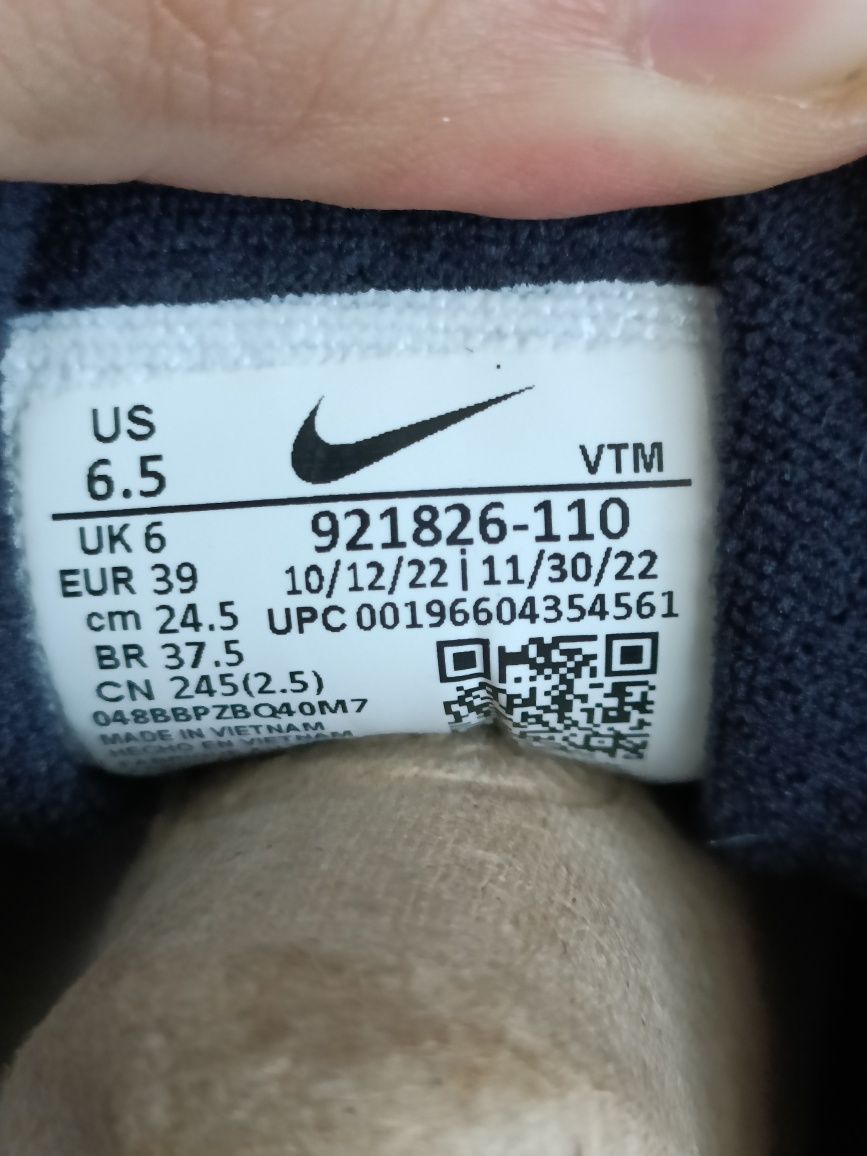 US
6.5
VTM
UK 6
921826-110
EUR 39
10/12/22 | 11/30/22
cm 24.5
UPC 00196604354561
BR 37.5
CN 245(2.5)
048BBPZBQ40M7
MADE IN VIETNAM
HECHO EN VIETNAM